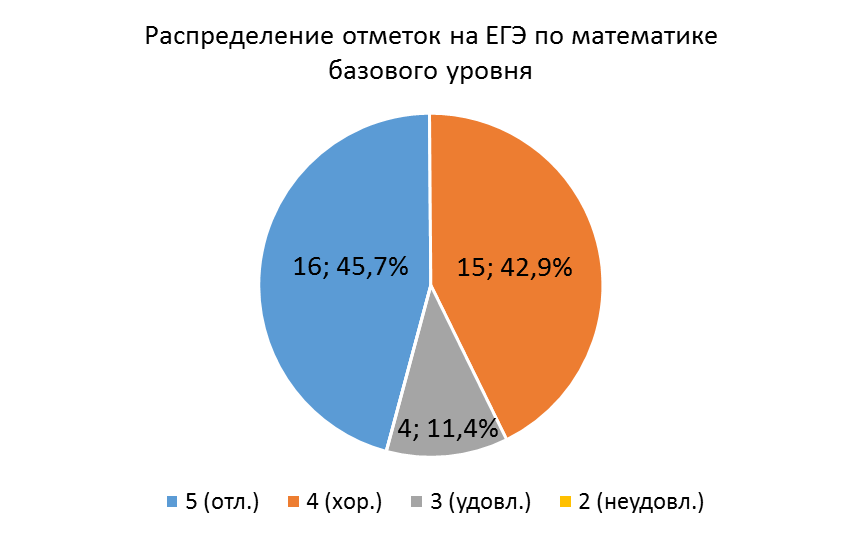 Распределение отметок на ЕГЭ по математике
базового уровня
16; 45,7%
15; 42,9%
4; 11,4%
5 (отл.) 4 (хор.) 3 (удовл.) 2 (неудовл.)